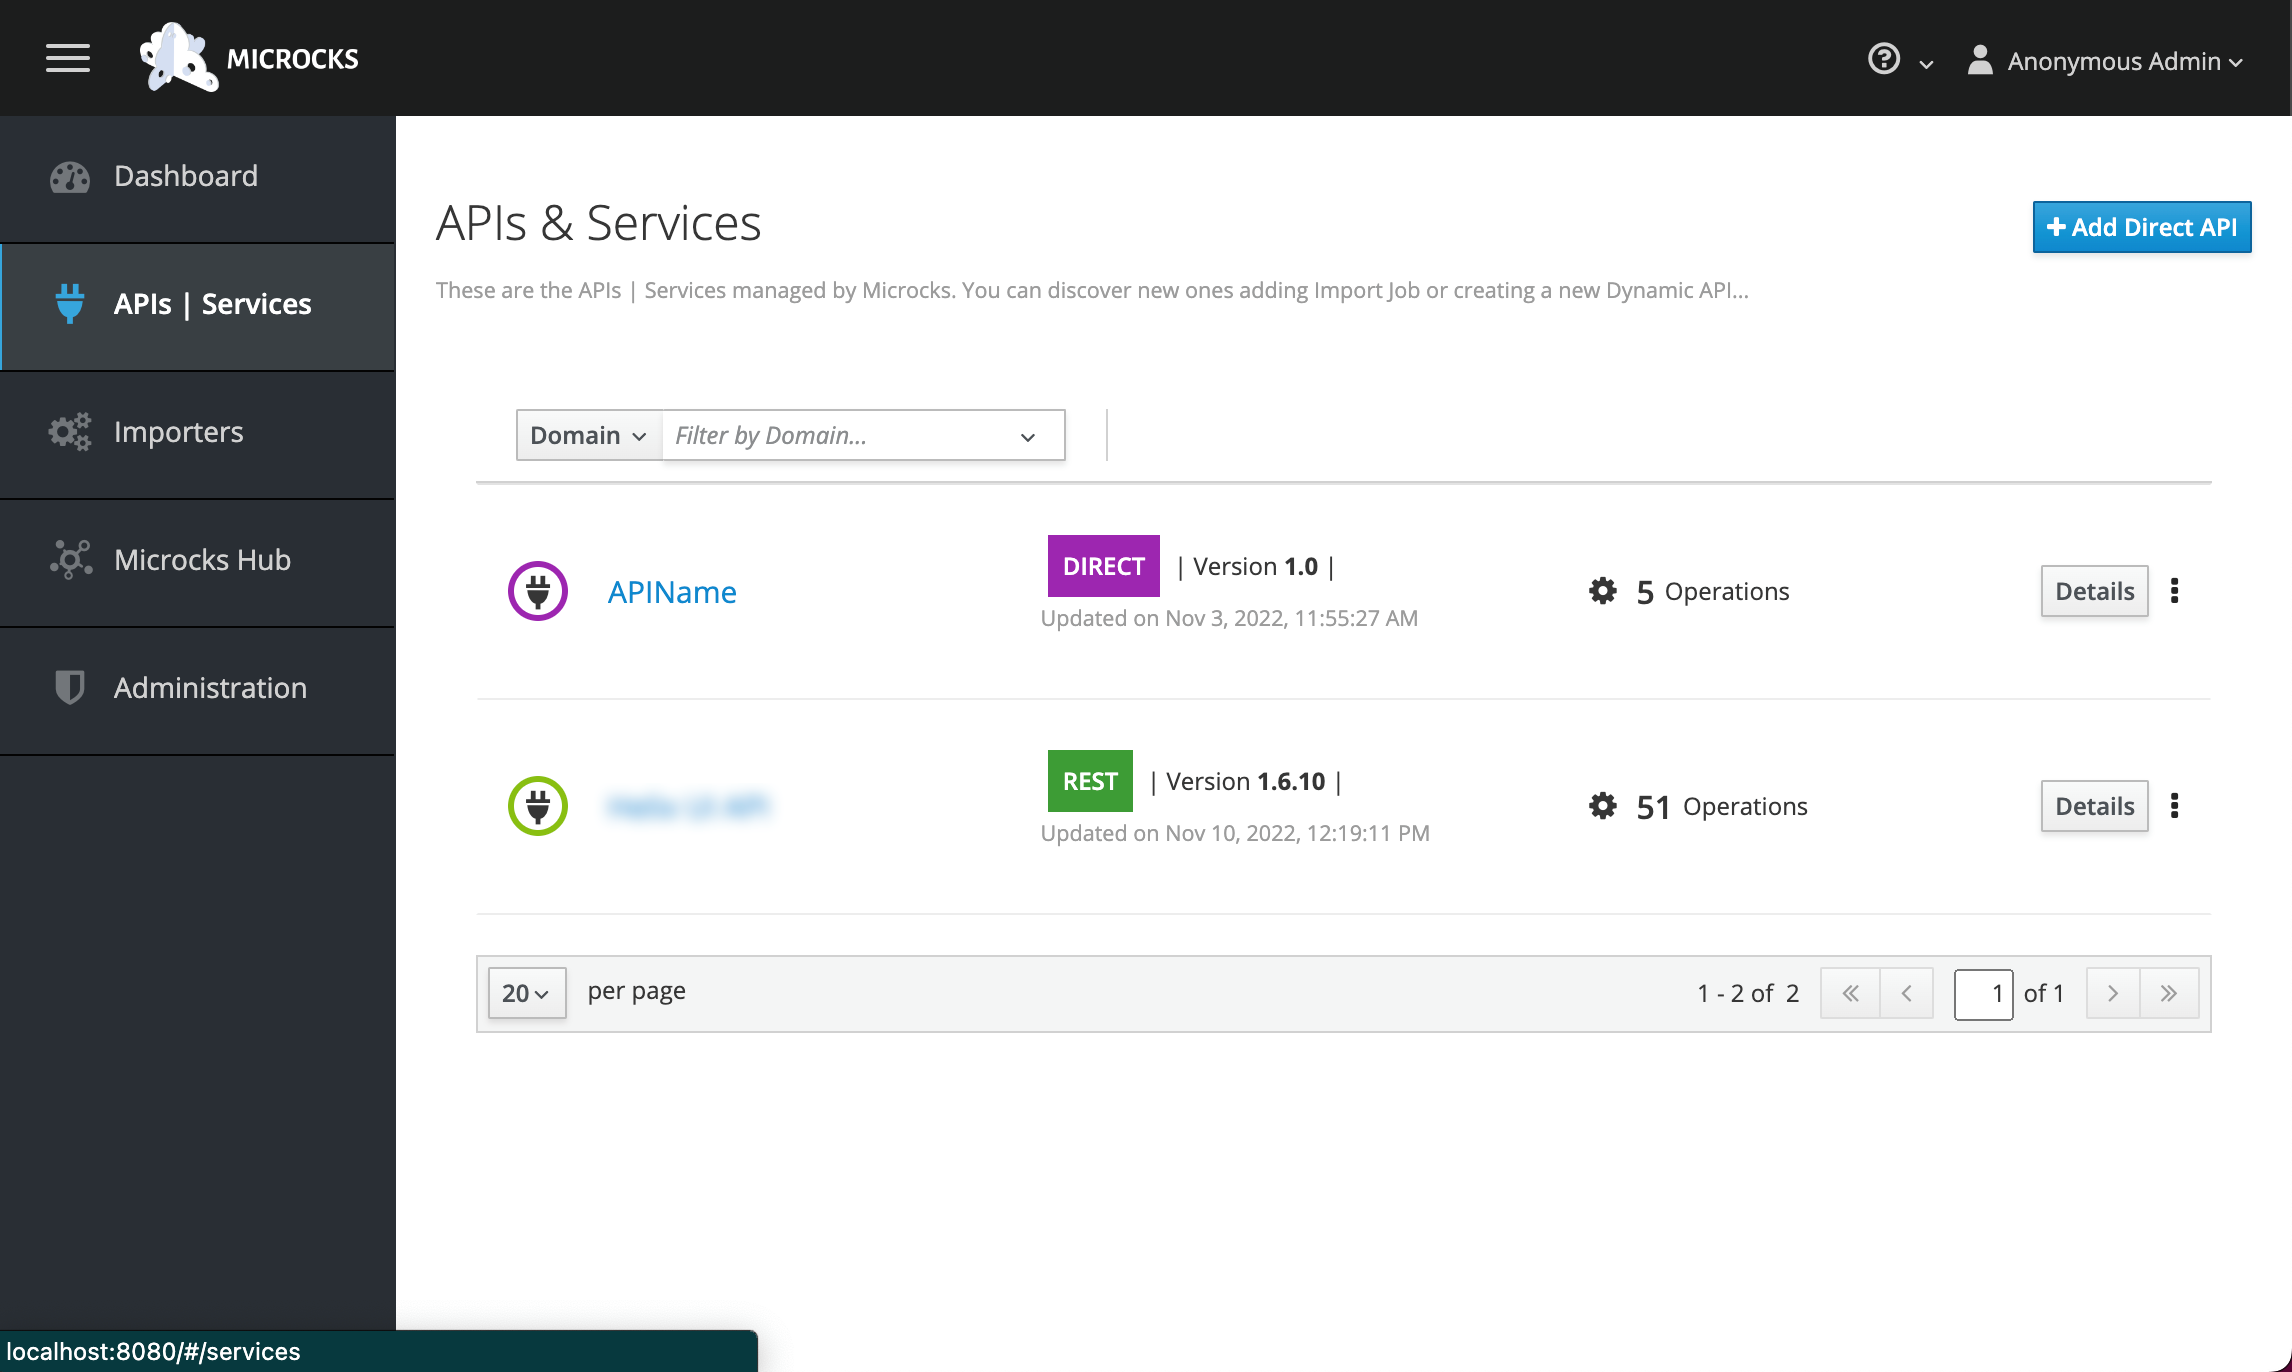 MICROCKS
Anonymous Admin
Dashboard
APIs | Services
Importers
Microcks Hub
Administration
APIs & Services
+ Add Direct API
These are the APIs | Services managed by Microcks. You can discover new ones adding Import Job or creating a new Dynamic API...
Domain Filter by Domain...
APIName
DIRECT | Version 1.0 |
Updated on Nov 3, 2022, 11:55:27 AM
5 Operations
Details
REST | Version 1.6.10 |
Updated on Nov 10, 2022, 12:19:11 PM
51 Operations
Details
20 per page
1 - 2 of 2
1 of 1
localhost:8080/#/services